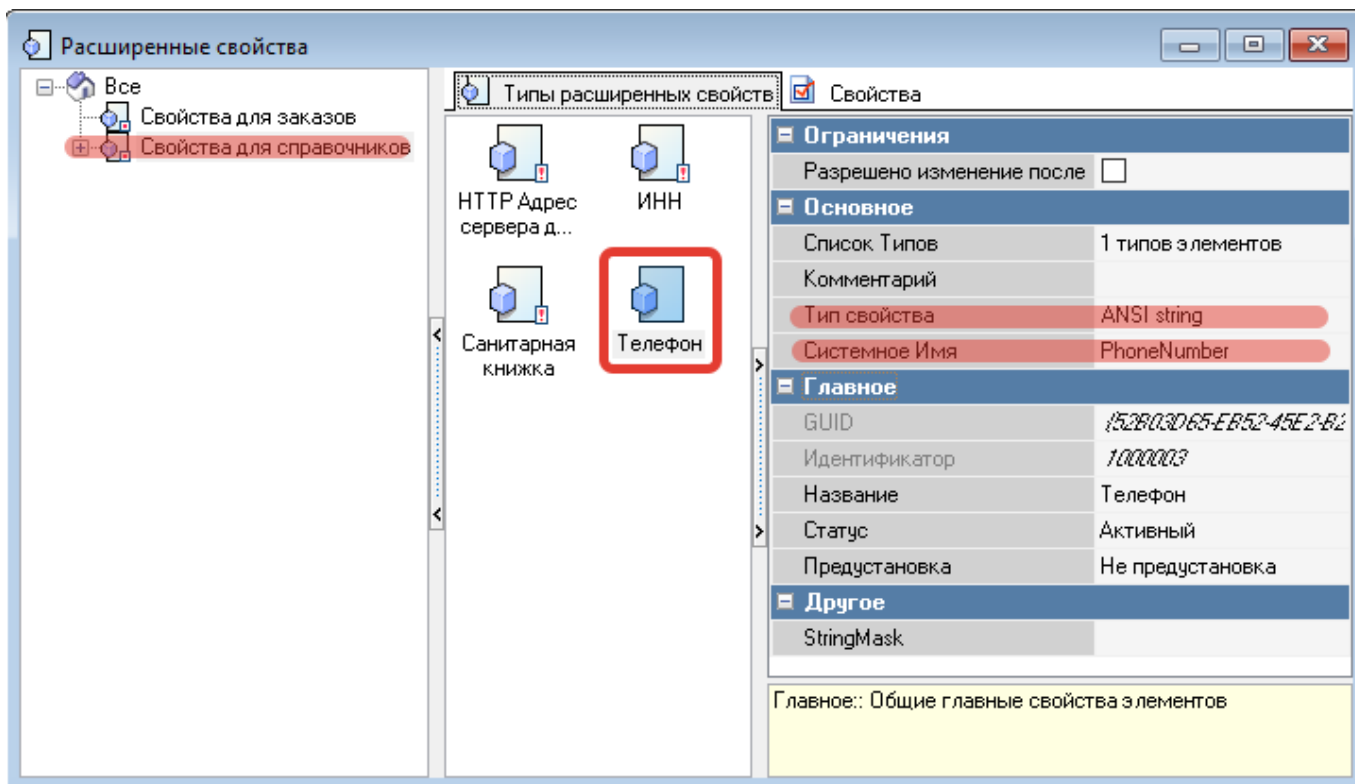 Расширенные свойства
Все
Свойства для заказов
Свойства для справочников
Типы расширенных свойств
Свойства
HTTP Адрес
сервера д...
ИНН
Санитарная
книжка
Телефон
Ограничения
Разрешено изменение после
Основное
Список Типов 1 типов элементов
Комментарий
Тип свойства ANSI string
Системное Имя PhoneNumber
Главное
GUID {52B03D65-EB52-45E2-B2
Идентификатор 1000003
Название Телефон
Статус Активный
Предустановка Не предустановка
Другое
StringMask
Главное:: Общие главные свойства элементов